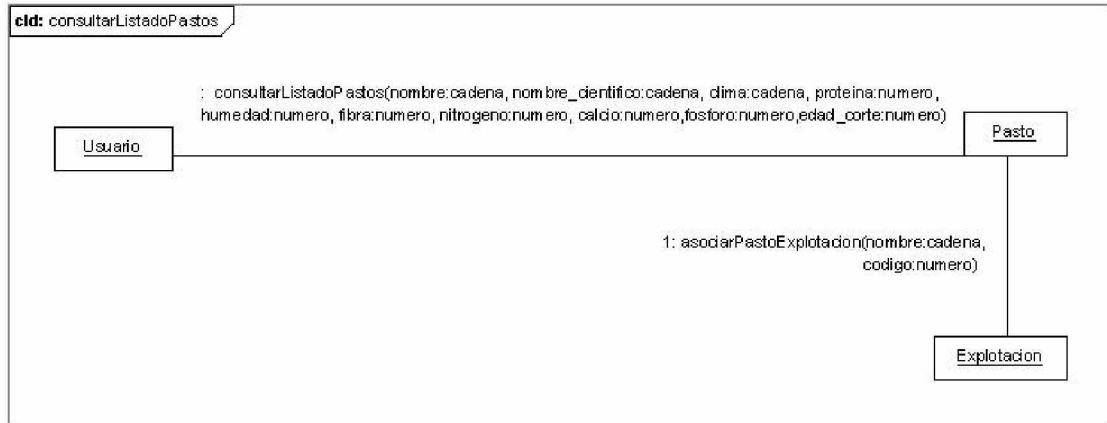 cld: consultarListadoPastos
: consultarListadoPastos(nombre:cadena, nombre_cientifico:cadena, clima:cadena, proteina:numero,
humedad:numero, fibra:numero, nitrogeno:numero, calcio:numero,fosforo:numero,edad_corte:numero)
Usuario
Pasto
1: asociarPastoExplotacion(nombre:cadena,
codigo:numero)
Explotacion